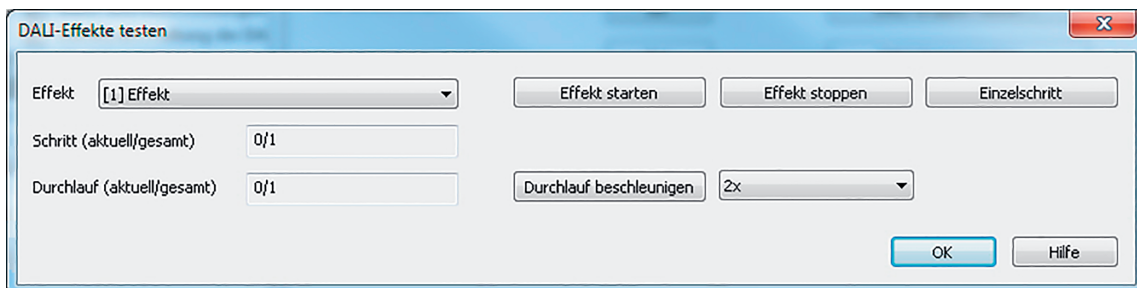 DALI-Effekte testen
Effekt [1] Effekt Effekt starten Effekt stoppen Einzelschritt
Schritt (aktuell/gesamt) 0/1
Durchlauf (aktuell/gesamt) 0/1 Durchlauf beschleunigen 2x
OK Hilfe